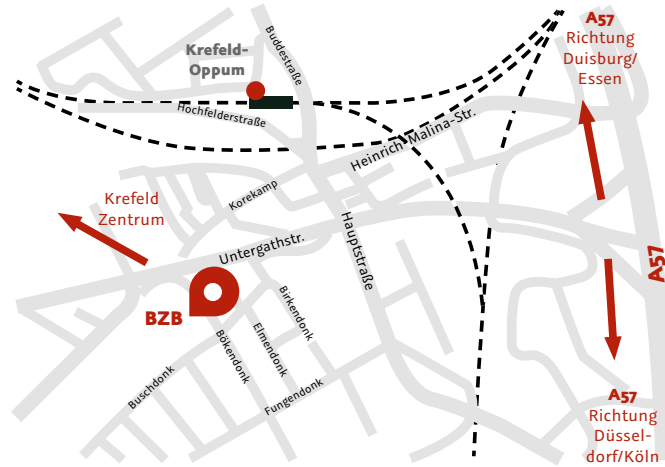 A57
Richtung
Duisburg/
Essen
Krefeld-
Oppum
Buddestraße
Hochfelderstraße
Heinrich-Malina-Str.
Korekamp
Krefeld
Zentrum
Untergathstr.
Hauptstraße
A57
BZB
Birkendonk
Elmendonk
Bökendonk
Buschdonk
Fungendonk
A57
Richtung
Düssel-
dorf/Köln